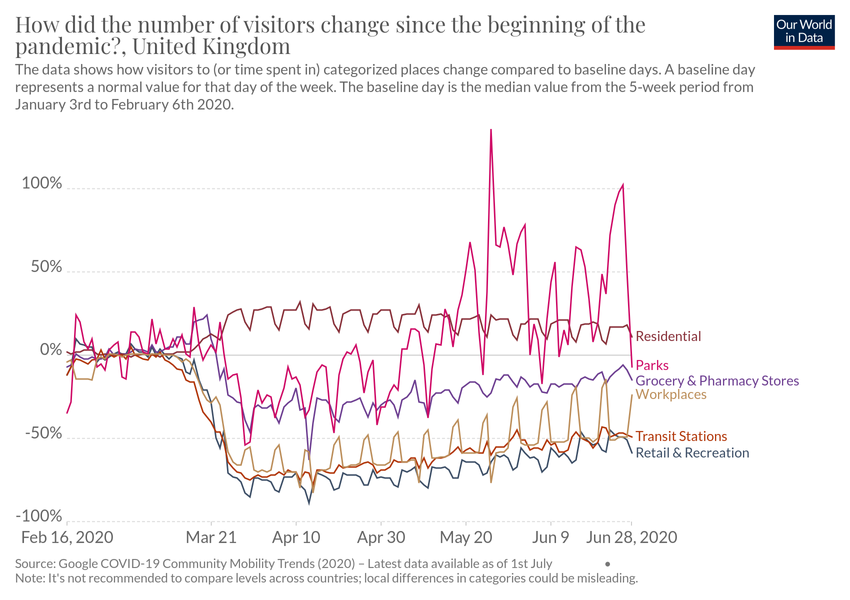 How did the number of visitors change since the beginning of the
pandemic?, United Kingdom
Our World
in Data
The data shows how visitors to (or time spent in) categorized places change compared to baseline days. A baseline day
represents a normal value for that day of the week. The baseline day is the median value from the 5-week period from
January 3rd to February 6th 2020.
100%
50%
0%
-50%
-100%
Residential
Parks
Grocery & Pharmacy Stores
Workplaces
Transit Stations
Retail & Recreation
Feb 16, 2020 Mar 21 Apr 10 Apr 30 May 20 Jun 9 Jun 28, 2020
Source: Google COVID-19 Community Mobility Trends (2020) – Latest data available as of 1st July •
Note: It's not recommended to compare levels across countries; local differences in categories could be misleading.